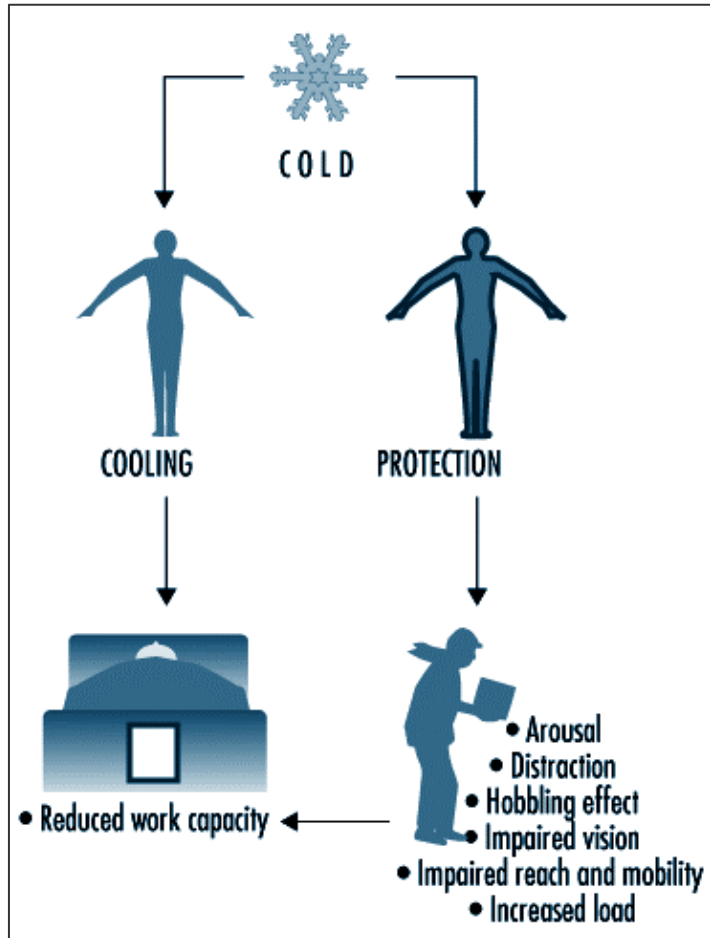 COLD
COOLING
PROTECTION
• Reduced work capacity
• Arousal
• Distraction
• Hobbling effect
• Impaired vision
• Impaired reach and mobility
• Increased load